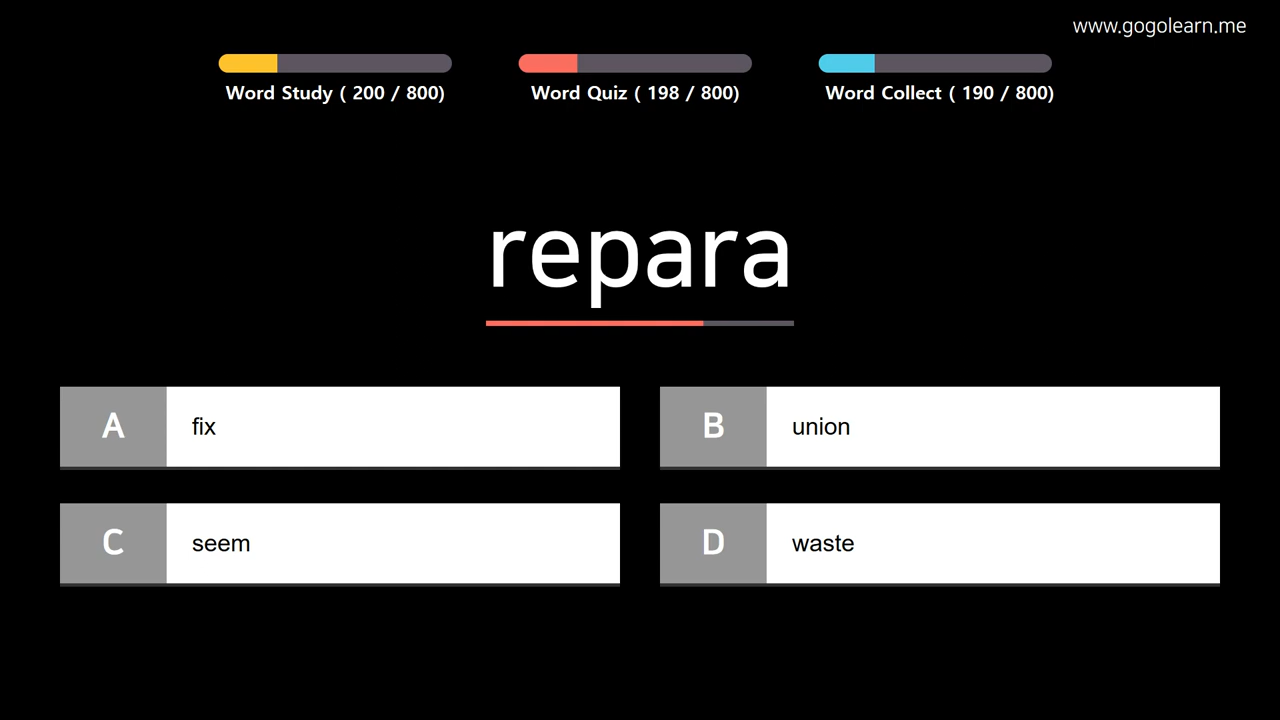 www.gogolearn.me
Word Study ( 200 / 800)
Word Quiz ( 198 / 800)
Word Collect ( 190 / 800)
repara
A fix
B union
C seem
D waste